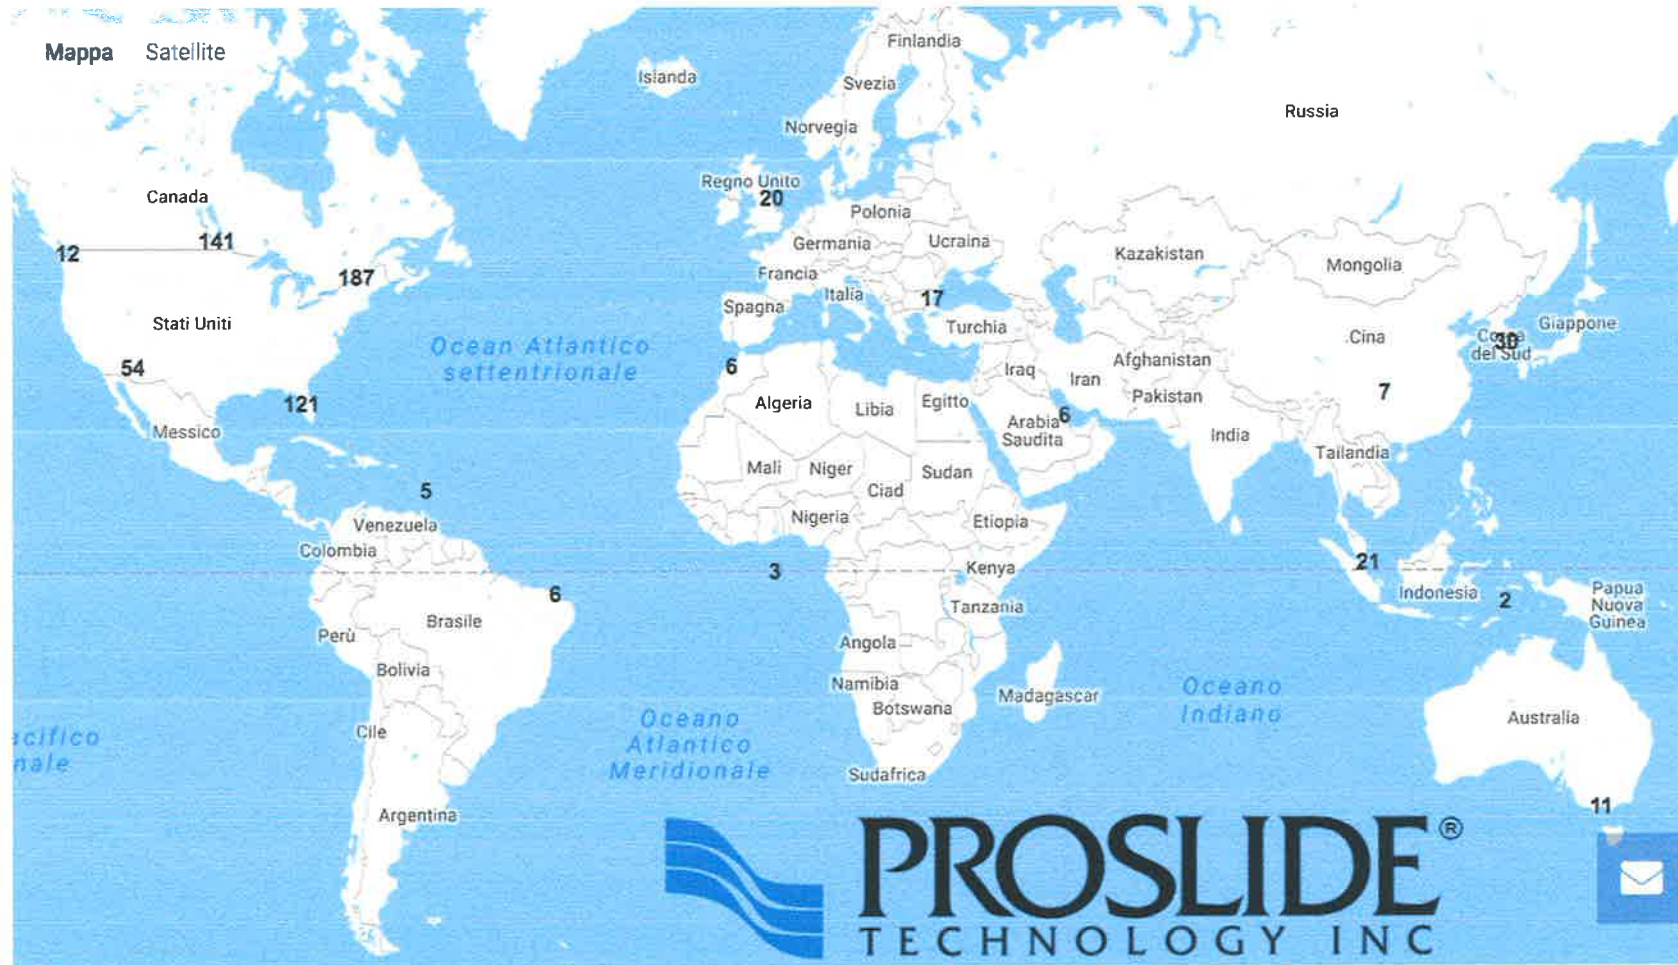 Mappa Satellite
Finlandia
Islanda
Svezia
Russia
Norvegia
Regno Unito
20
Canada
Polonia
141
Germania
Ucraina
12
Kazakistan
Mongolia
187
Francia
Italia
17
Spagna
Stati Uniti
Turchia
Cina
Giappone
30
del Sud
Ocean Atlantico
settentrionale
54
6
Iraq
Iran
Afghanistan
7
Pakistan
121
Algeria
Libia
Egitto
6
Arabia
Saudita
Messico
India
Tailandia
Mali
Niger
Sudan
Ciad
5
Venezuela
Nigeria
Etiopia
Colombia
3
Kenya
21
Indonesia
2
Papua
Nuova
Guinea
6
Tanzania
Brasile
Perù
Angola
Bolivia
Namibia
Madagascar
Botswana
Oceano
Indiano
Australia
Oceano
Atlantico
Meridionale
acifico
nale
Cile
Sudafrica
Argentina
11
PROSLIDE®
TECHNOLOGY INC